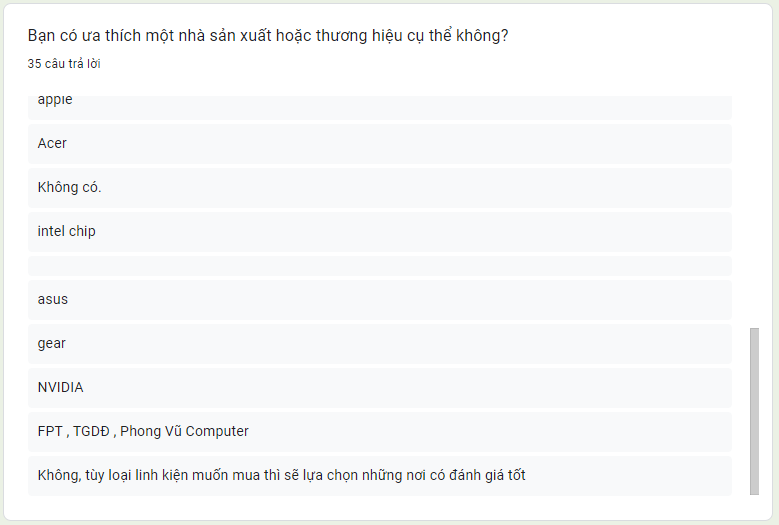 Bạn có ưa thích một nhà sản xuất hoặc thương hiệu cụ thể không?
35 câu trả lời
apple
Acer
Không có.
intel chip
asus
gear
NVIDIA
FPT , TGDĐ , Phong Vũ Computer
Không, tùy loại linh kiện muốn mua thì sẽ lựa chọn những nơi có đánh giá tốt